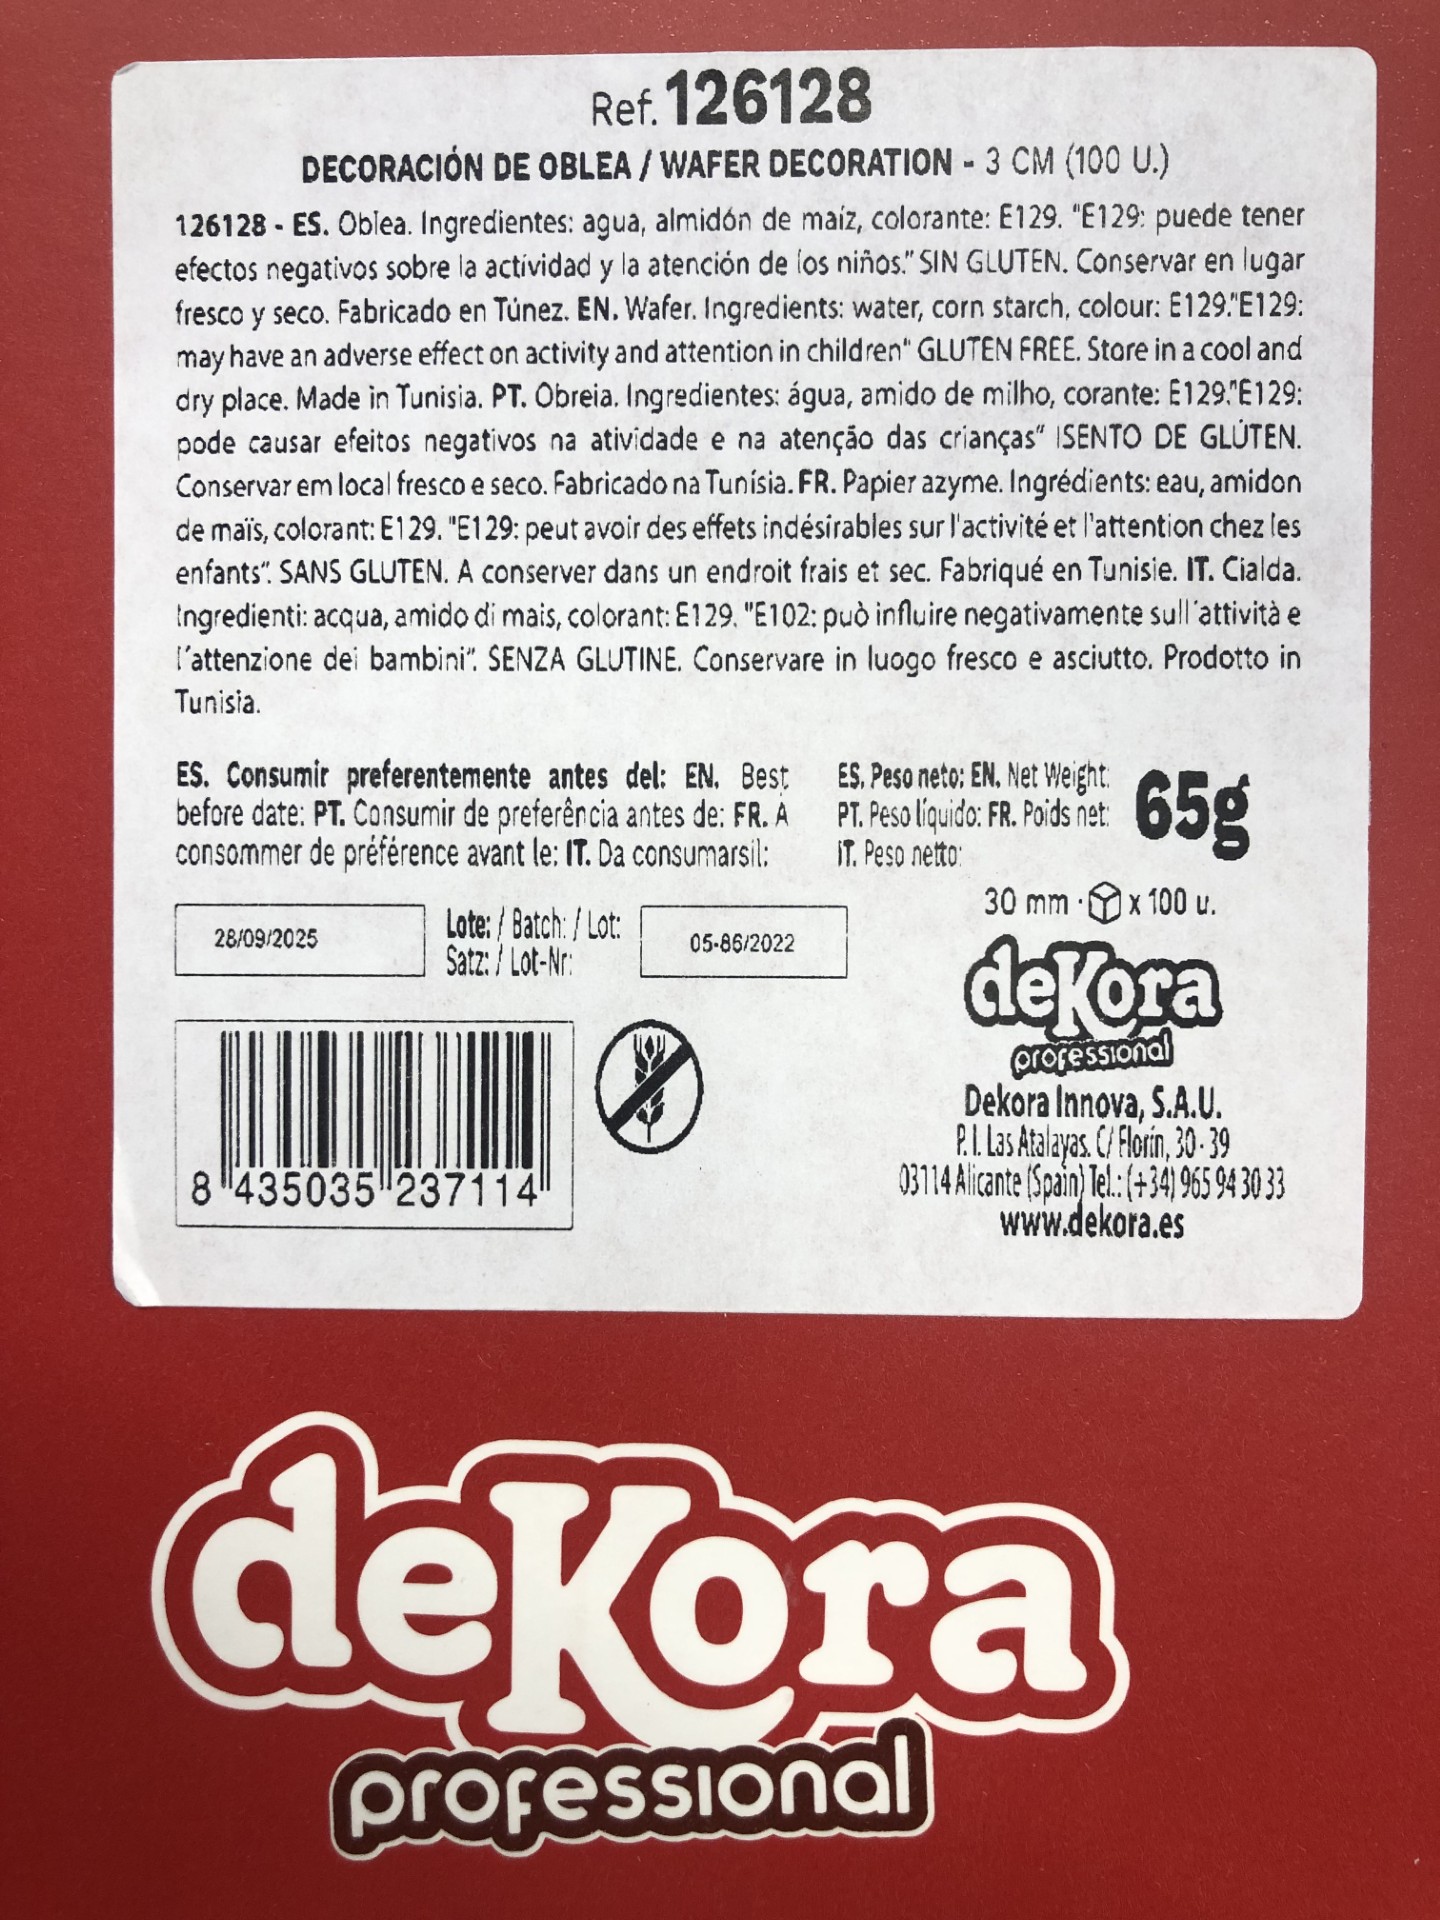 Ref. 126128
DECORACIÓN DE OBLEA / WAFER DECORATION - 3 CM (100 U.)
126128 - ES. Oblea. Ingredientes: agua, almidón de maíz, colorante: E129. "E129: puede tener
efectos negativos sobre la actividad y la atención de los niños." SIN GLUTEN. Conservar en lugar
fresco y seco. Fabricado en Túnez. EN. Wafer. Ingredients: water, corn starch, colour: E129."E129:
may have an adverse effect on activity and attention in children" GLUTEN FREE. Store in a cool and
dry place. Made in Tunisia. PT. Obreia. Ingredientes: água, amido de milho, corante: E129."E129:
pode causar efeitos negativos na atividade e na atenção das crianças" ISENTO DE GLÚTEN.
Conservar em local fresco e seco. Fabricado na Tunísia. FR. Papier azyme. Ingrédients: eau, amidon
de maïs, colorant: E129. "E129: peut avoir des effets indésirables sur l'activité et l'attention chez les
enfants". SANS GLUTEN. A conserver dans un endroit frais et sec. Fabriqué en Tunisie. IT. Cialda.
Ingredienti: acqua, amido di mais, colorant: E129. "E102: può influire negativamente sull´attività e
l´attenzione dei bambini". SENZA GLUTINE. Conservare in luogo fresco e asciutto. Prodotto in
Tunisia.
ES. Consumir preferentemente antes del: EN. Best
before date: PT. Consumir de preferência antes de: FR. À
consommer de préférence avant le: IT. Da consumarsil:
ES. Peso neto: EN. Net Weight:
PT. Peso líquido: FR. Poids net:
IT. Peso netto:
65g
30 mm · x 100 u.
28/09/2025
Lote: / Batch: / Lot:
Satz: / Lot-Nr:
05-86/2022
dekora
professional
Dekora Innova, S.A.U.
P. I. Las Atalayas. C/ Florín, 30 - 39
03114 Alicante (Spain) Tel.: (+34) 965 94 30 33
www.dekora.es
8 435035 237114
dekora
professional